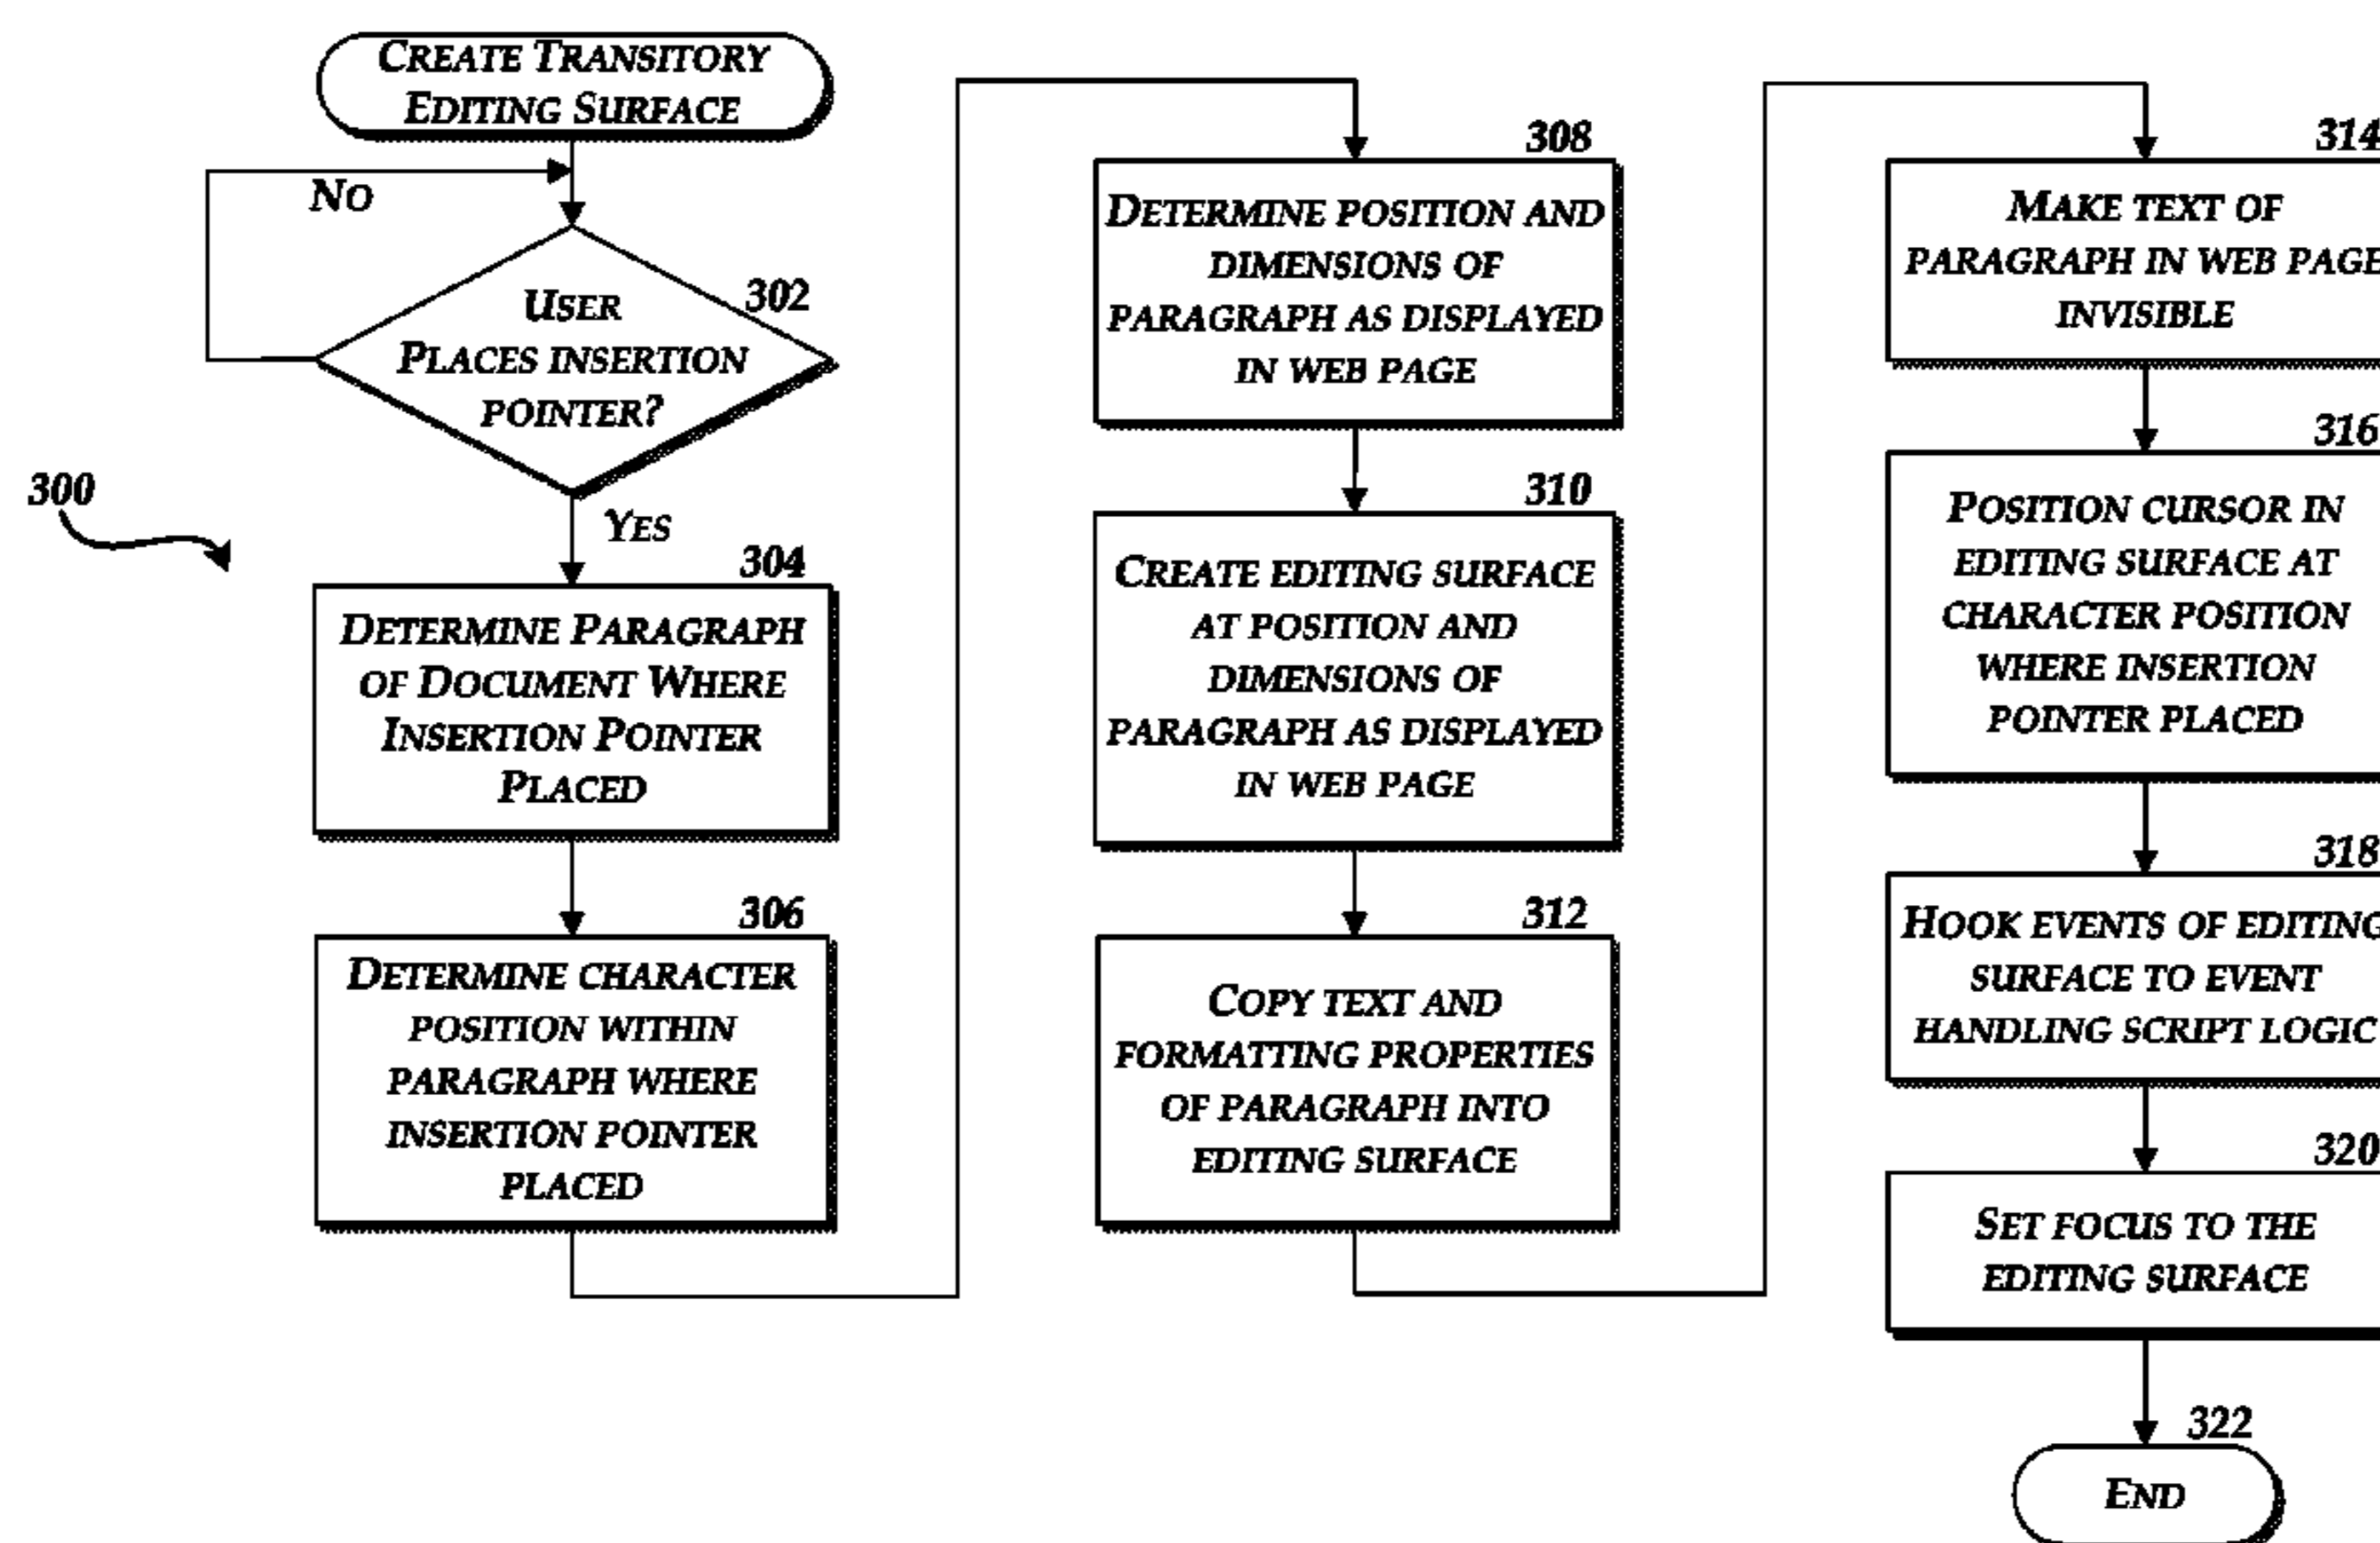 CREATE TRANSITORY
EDITING SURFACE
NO
302
USER
PLACES INSERTION
POINTER?
300
YES
304
DETERMINE PARAGRAPH
OF DOCUMENT WHERE
INSERTION POINTER
PLACED
306
DETERMINE CHARACTER
POSITION WITHIN
PARAGRAPH WHERE
INSERTION POINTER
PLACED
308
DETERMINE POSITION AND
DIMENSIONS OF
PARAGRAPH AS DISPLAYED
IN WEB PAGE
310
CREATE EDITING SURFACE
AT POSITION AND
DIMENSIONS OF
PARAGRAPH AS DISPLAYED
IN WEB PAGE
312
COPY TEXT AND
FORMATTING PROPERTIES
OF PARAGRAPH INTO
EDITING SURFACE
314
MAKE TEXT OF
PARAGRAPH IN WEB PAGE
INVISIBLE
316
POSITION CURSOR IN
EDITING SURFACE AT
CHARACTER POSITION
WHERE INSERTION
POINTER PLACED
318
HOOK EVENTS OF EDITING
SURFACE TO EVENT
HANDLING SCRIPT LOGIC
320
SET FOCUS TO THE
EDITING SURFACE
322
END